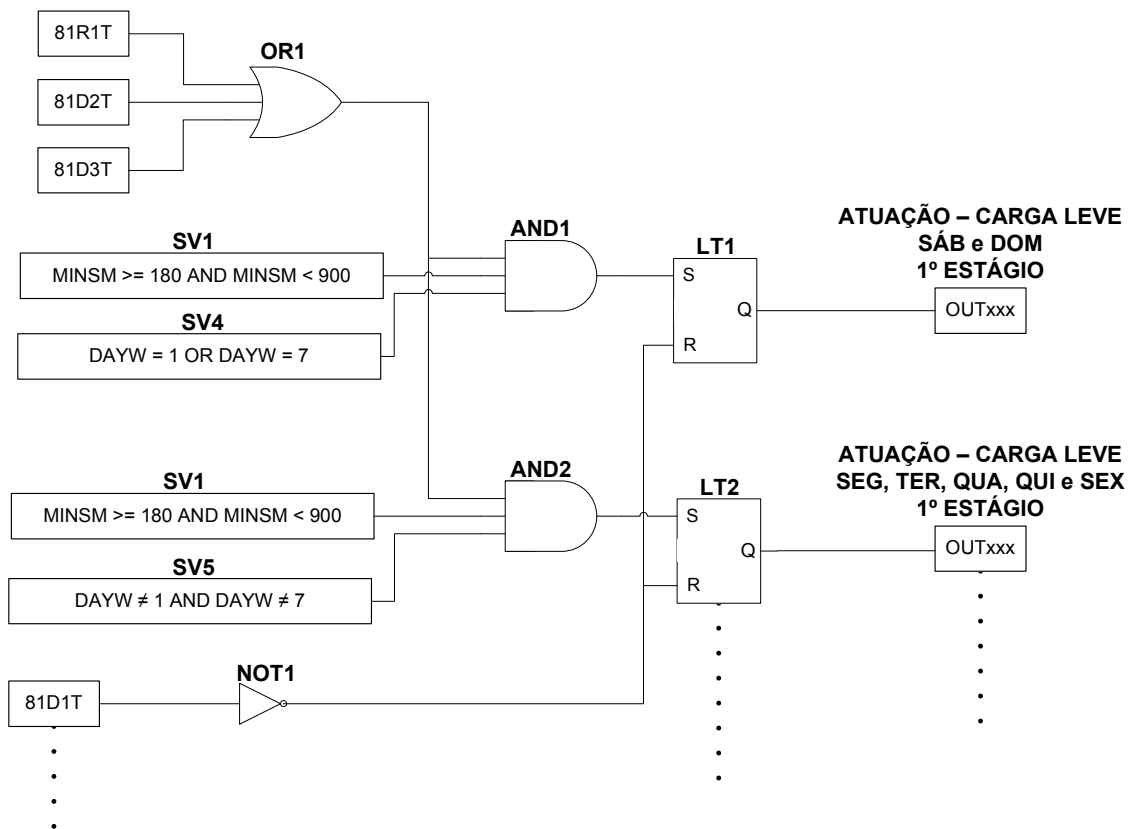 81R1T
OR1
81D2T
81D3T
AND1
ATUAÇÃO – CARGA LEVE
SÁB e DOM
1º ESTÁGIO
SV1
LT1
MINSM >= 180 AND MINSM < 900
S
Q
OUTxxx
SV4
DAYW = 1 OR DAYW = 7
R
AND2
ATUAÇÃO – CARGA LEVE
SEG, TER, QUA, QUI e SEX
1º ESTÁGIO
SV1
LT2
MINSM >= 180 AND MINSM < 900
S
Q
OUTxxx
SV5
DAYW ≠ 1 AND DAYW ≠ 7
R
NOT1
81D1T